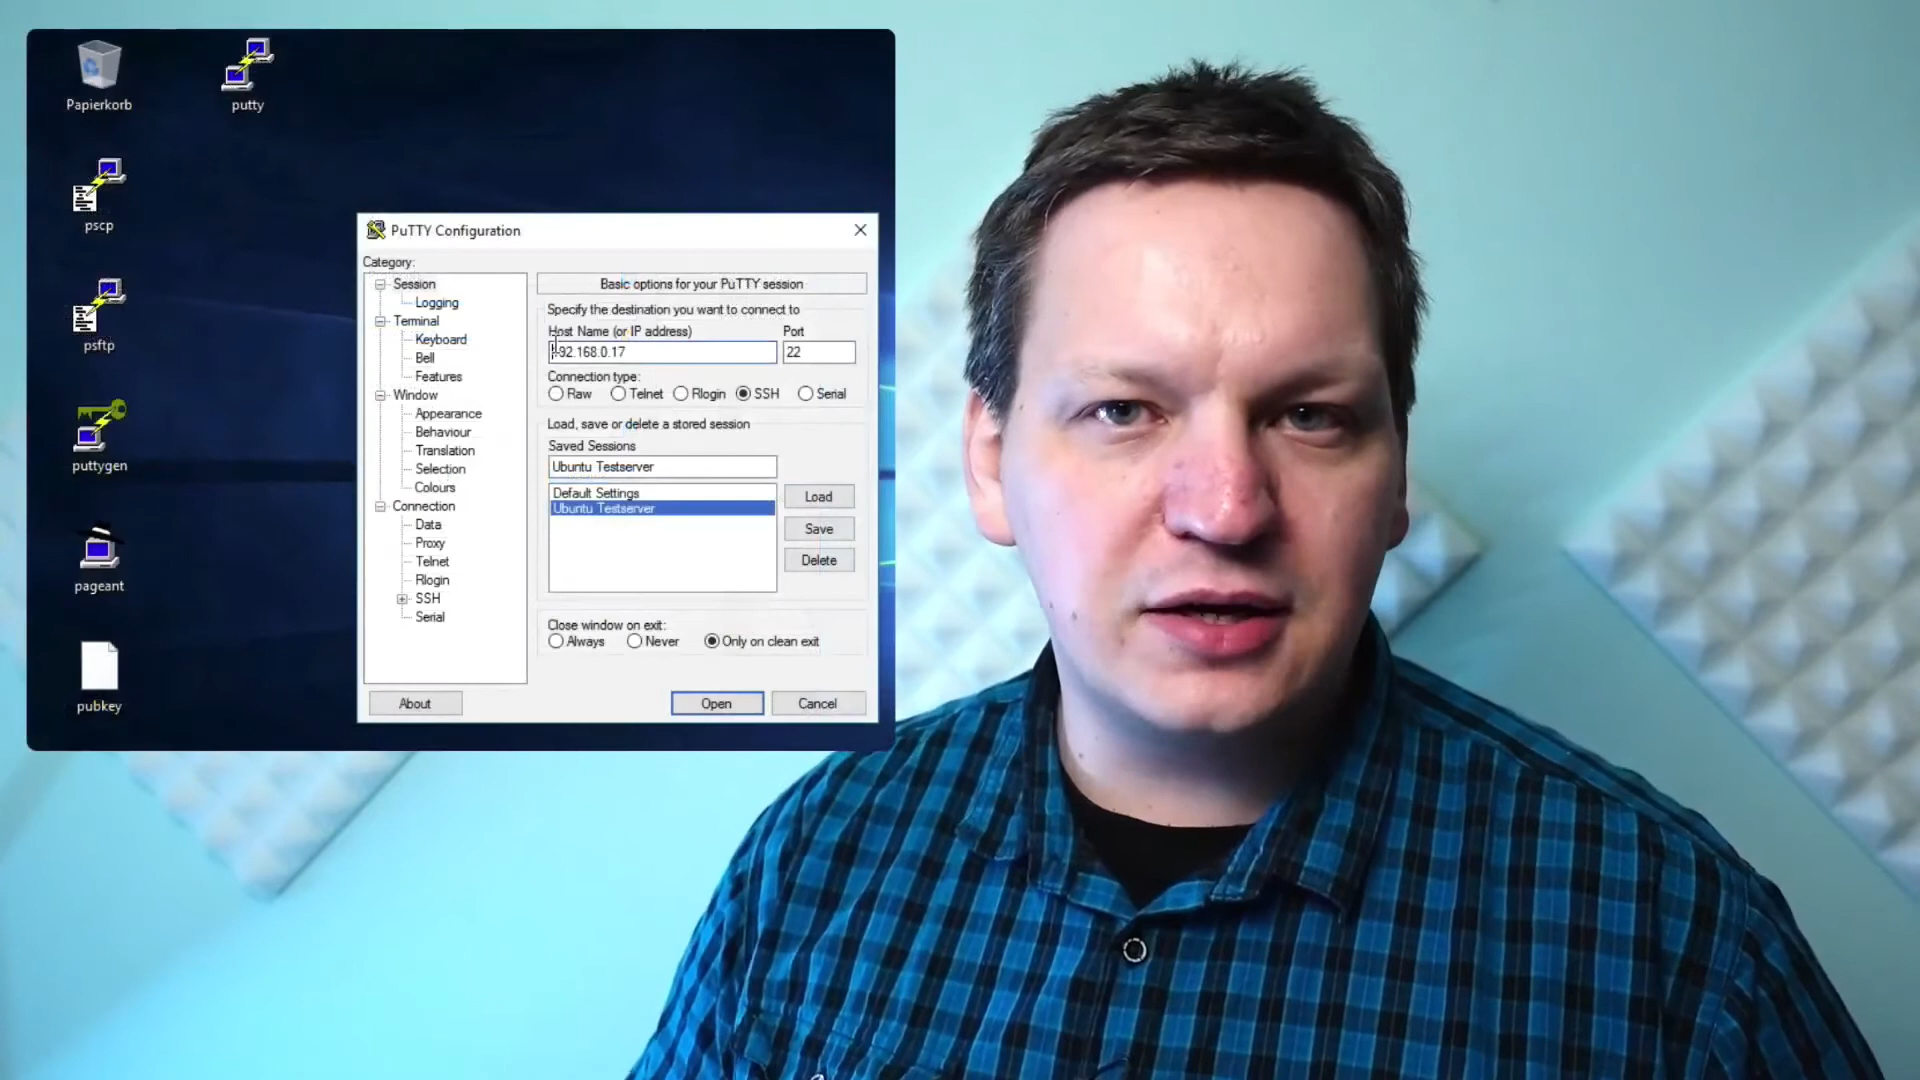 Papierkorb
putty
pscp
psftp
puttygen
pageant
pubkey
PuTTY Configuration
Category:
Session
Logging
Terminal
Keyboard
Bell
Features
Window
Appearance
Behaviour
Translation
Selection
Colours
Connection
Data
Proxy
Telnet
Rlogin
SSH
Serial
Basic options for your PuTTY session
Specify the destination you want to connect to
Host Name (or IP address) Port
192.168.0.17 22
Connection type:
Raw Telnet Rlogin SSH Serial
Load, save or delete a stored session
Saved Sessions
Ubuntu Testserver
Default Settings
Ubuntu Testserver
Load
Save
Delete
Close window on exit:
Always Never Only on clean exit
About Open Cancel